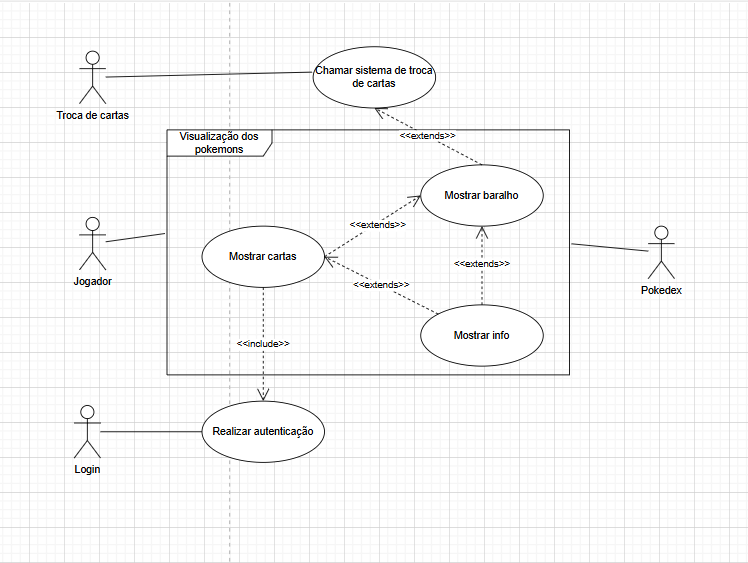 Chamar sistema de troca
de cartas
Troca de cartas
<<extends>>
Visualização dos
pokemons
Mostrar baralho
<<extends>>
Mostrar cartas
<<extends>>
Jogador
<<extends>>
Pokedex
Mostrar info
<<include>>
Realizar autenticação
Login